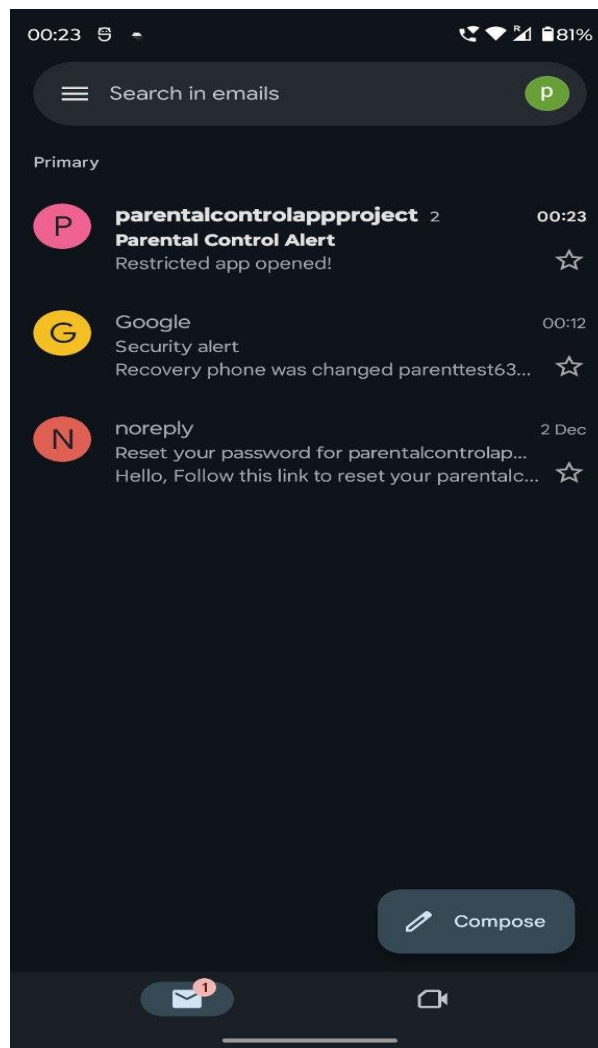 00:23
R
81%
Search in emails
p
Primary
P
parentalcontrolappproject 2 00:23
Parental Control Alert
Restricted app opened!
G
Google 00:12
Security alert
Recovery phone was changed parenttest63...
N
noreply 2 Dec
Reset your password for parentalcontrolap...
Hello, Follow this link to reset your parentalc...
Compose
1